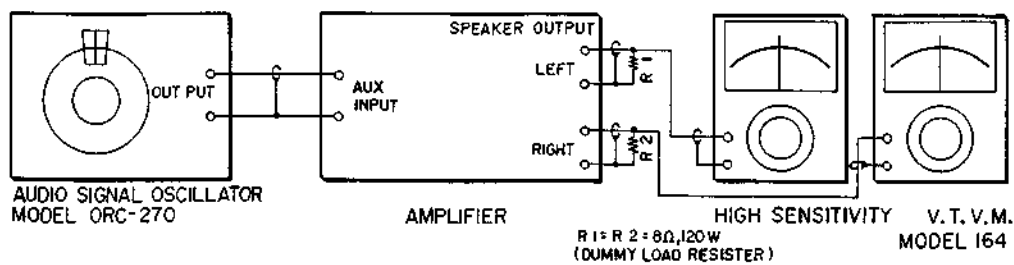 SPEAKER OUTPUT
OUT PUT
AUX
INPUT
LEFT
R 1
RIGHT
R 2
AUDIO SIGNAL OSCILLATOR
MODEL ORC-270
AMPLIFIER
HIGH SENSITIVITY V.T.V.M.
MODEL 164
R 1 = R 2 = 8Ω, 120W
(DUMMY LOAD RESISTER)